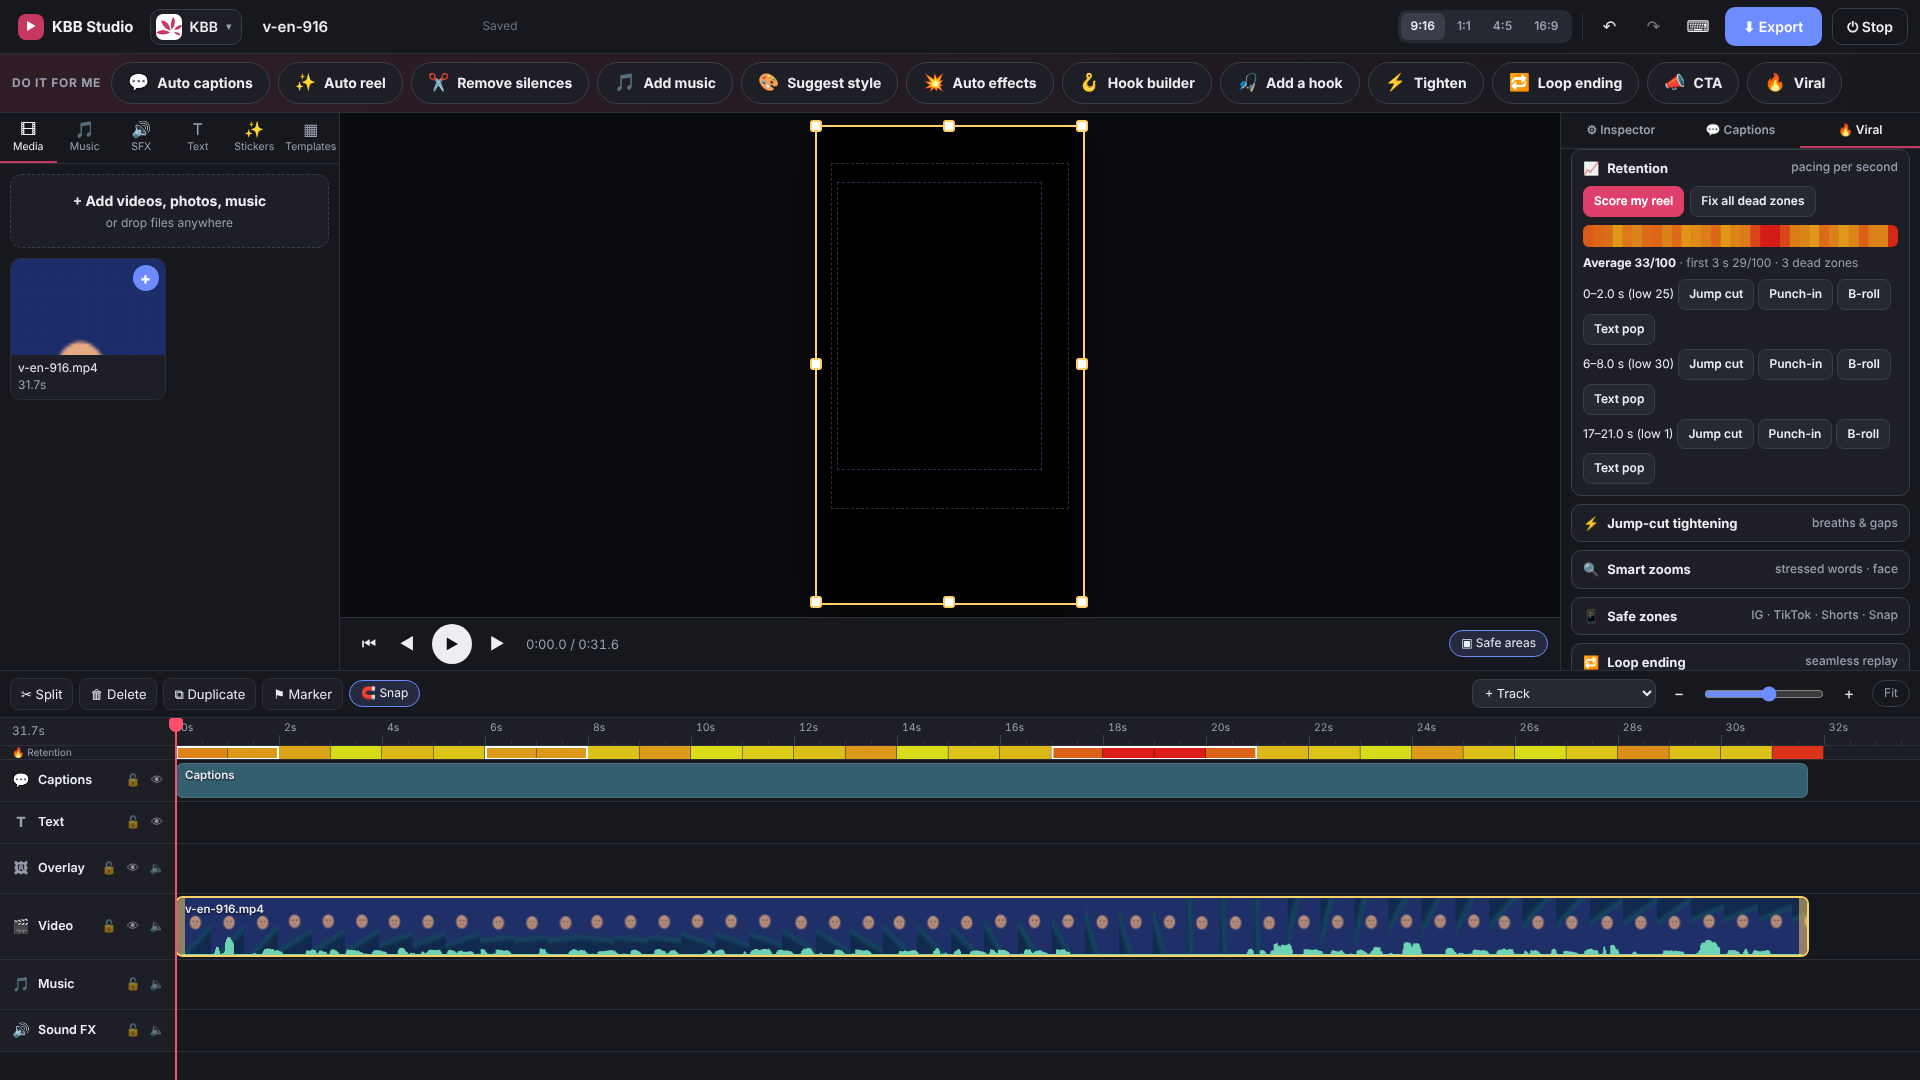 KBB Studio
KBB
v-en-916
Saved
9:16 1:1 4:5 16:9
Export
Stop
DO IT FOR ME
Auto captions
Auto reel
Remove silences
Add music
Suggest style
Auto effects
Hook builder
Add a hook
Tighten
Loop ending
CTA
Viral
Media
Music
SFX
Text
Stickers
Templates
+ Add videos, photos, music
or drop files anywhere
v-en-916.mp4
31.7s
0:00.0 / 0:31.6
Safe areas
Inspector
Captions
Viral
Retention pacing per second
Score my reel Fix all dead zones
Average 33/100 · first 3 s 29/100 · 3 dead zones
0–2.0 s (low 25) Jump cut Punch-in B-roll
Text pop
6–8.0 s (low 30) Jump cut Punch-in B-roll
Text pop
17–21.0 s (low 1) Jump cut Punch-in B-roll
Text pop
Jump-cut tightening breaths & gaps
Smart zooms stressed words · face
Safe zones IG · TikTok · Shorts · Snap
Loop ending seamless replay
Split
Delete
Duplicate
Marker
Snap
+ Track
− +
Fit
31.7s
0s 2s 4s 6s 8s 10s 12s 14s 16s 18s 20s 22s 24s 26s 28s 30s 32s
Retention
Captions
Captions
T Text
Overlay
Video
v-en-916.mp4
Music
Sound FX